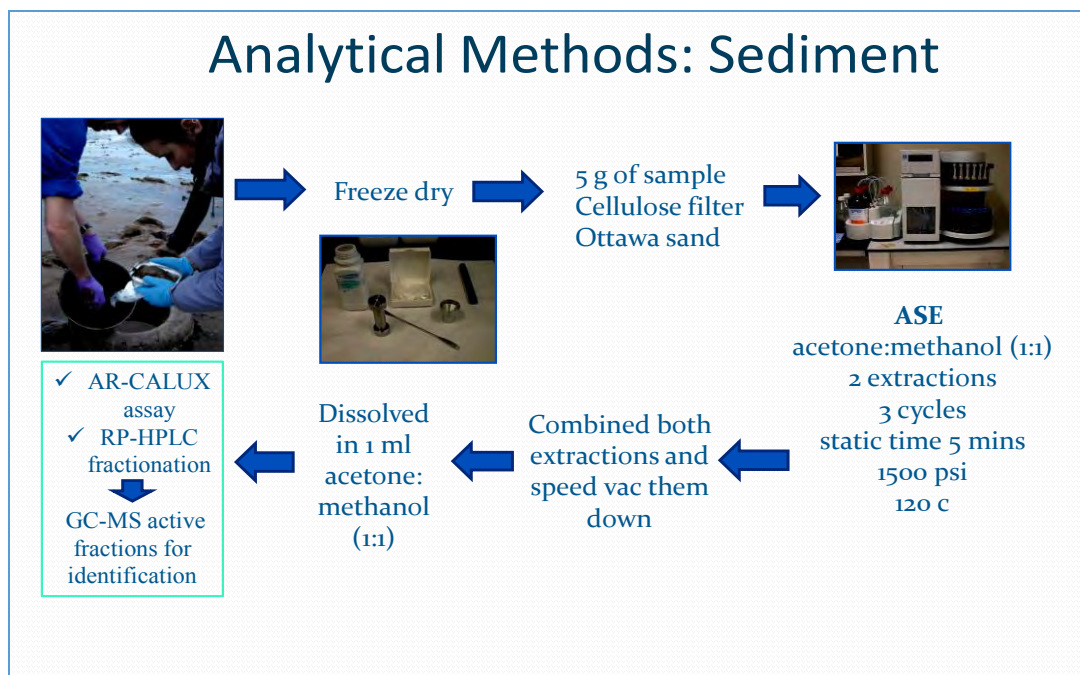 Analytical Methods: Sediment
Freeze dry
5 g of sample
Cellulose filter
Ottawa sand
ASE
acetone:methanol (1:1)
2 extractions
3 cycles
static time 5 mins
1500 psi
120 c
Combined both
extractions and
speed vac them
down
Dissolved
in 1 ml
acetone:
methanol
(1:1)
✓ AR-CALUX
assay
✓ RP-HPLC
fractionation
GC-MS active
fractions for
identification